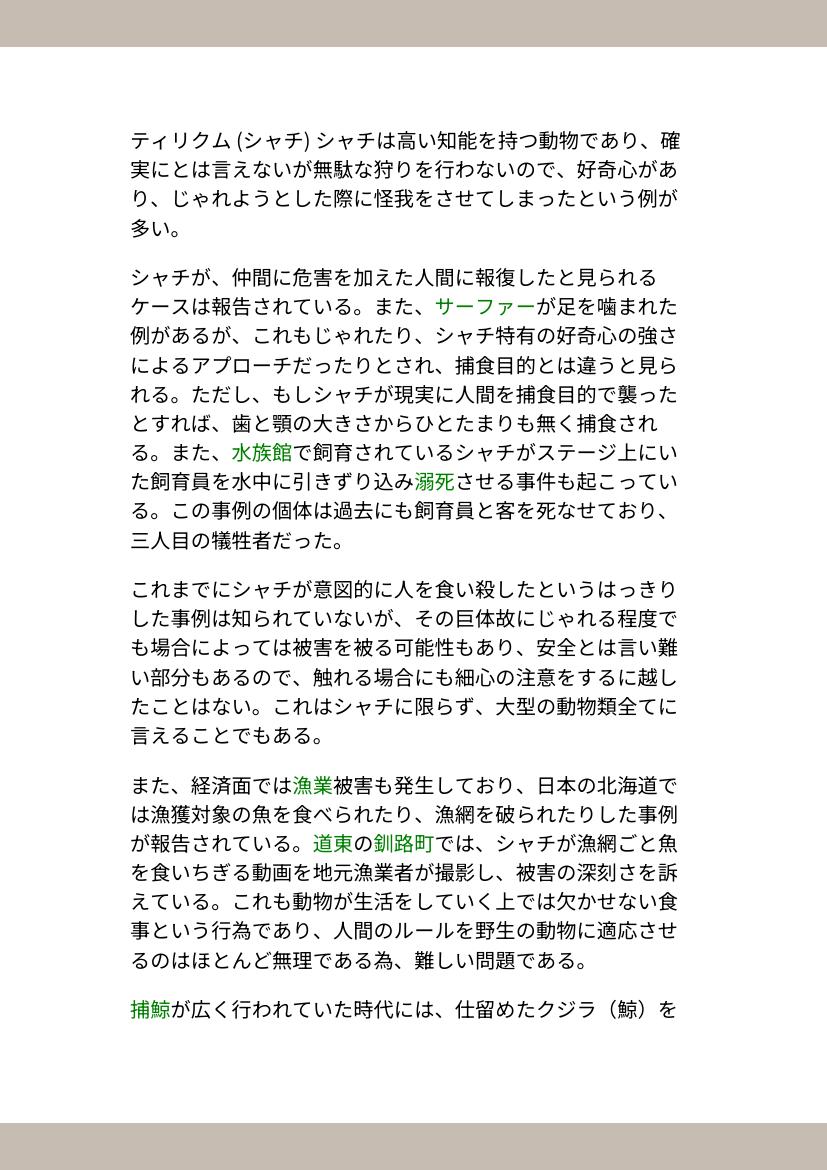 ティリクム (シャチ) シャチは高い知能を持つ動物であり、確
実にとは言えないが無駄な狩りを行わないので、好奇心があ
り、じゃれようとした際に怪我をさせてしまったという例が
多い。
シャチが、仲間に危害を加えた人間に報復したと見られる
ケースは報告されている。また、サーファーが足を噛まれた
例があるが、これもじゃれたり、シャチ特有の好奇心の強さ
によるアプローチだったりとされ、捕食目的とは違うと見ら
れる。ただし、もしシャチが現実に人間を捕食目的で襲った
とすれば、歯と顎の大きさからひとたまりも無く捕食され
る。また、水族館で飼育されているシャチがステージ上にい
た飼育員を水中に引きずり込み溺死させる事件も起こってい
る。この事例の個体は過去にも飼育員と客を死なせており、
三人目の犠牲者だった。
これまでにシャチが意図的に人を食い殺したというはっきり
した事例は知られていないが、その巨体故にじゃれる程度で
も場合によっては被害を被る可能性もあり、安全とは言い難
い部分もあるので、触れる場合にも細心の注意をするに越し
たことはない。これはシャチに限らず、大型の動物類全てに
言えることでもある。
また、経済面では漁業被害も発生しており、日本の北海道で
は漁獲対象の魚を食べられたり、漁網を破られたりした事例
が報告されている。道東の釧路町では、シャチが漁網ごと魚
を食いちぎる動画を地元漁業者が撮影し、被害の深刻さを訴
えている。これも動物が生活をしていく上では欠かせない食
事という行為であり、人間のルールを野生の動物に適応させ
るのはほとんど無理である為、難しい問題である。
捕鯨が広く行われていた時代には、仕留めたクジラ（鯨）を